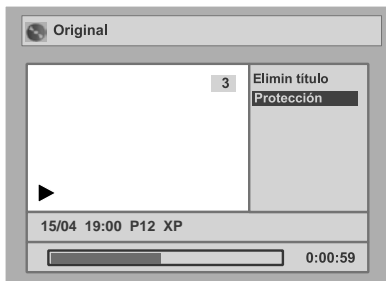 Original
3
Elimin título
Protección
15/04 19:00 P12 XP
0:00:59